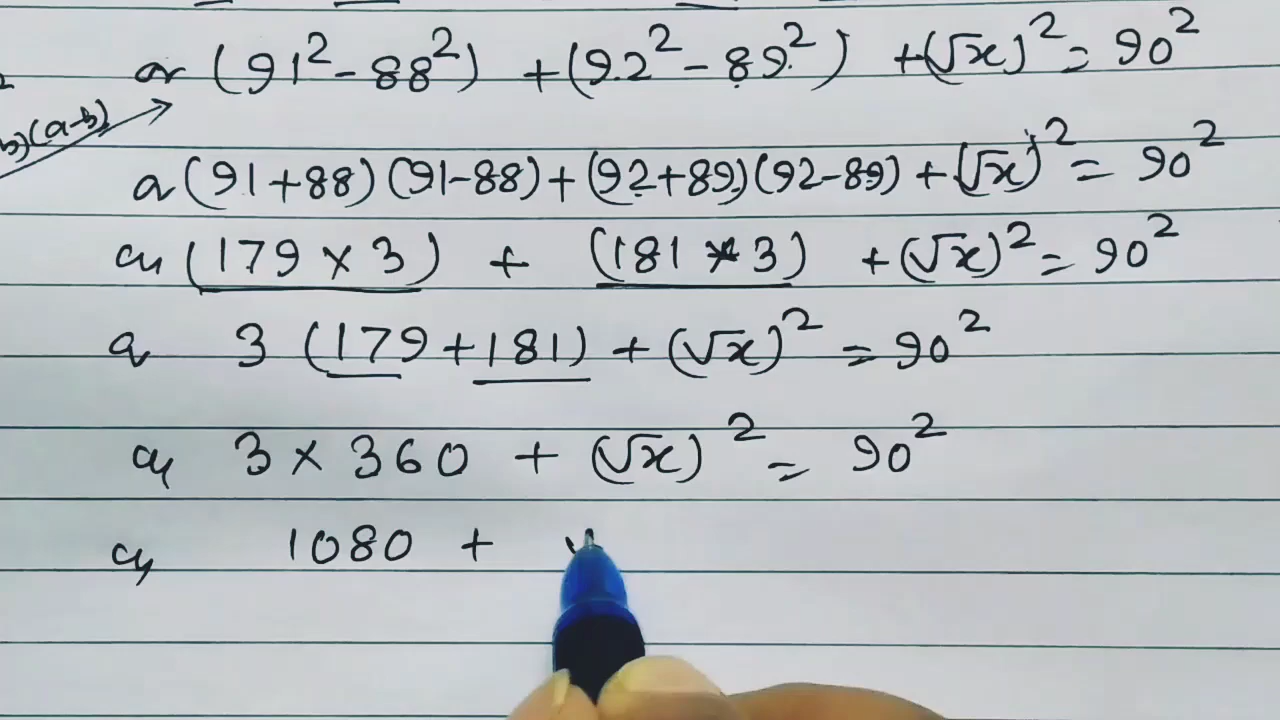 or (91² - 88²) + (92² - 89²) + (√x)² = 90²
b)(a-b)
or (91+88)(91-88) + (92+89)(92-89) + (√x)² = 90²
or (179 × 3) + (181 × 3) + (√x)² = 90²
or 3 (179 + 181) + (√x)² = 90²
or 3 × 360 + (√x)² = 90²
or 1080 +